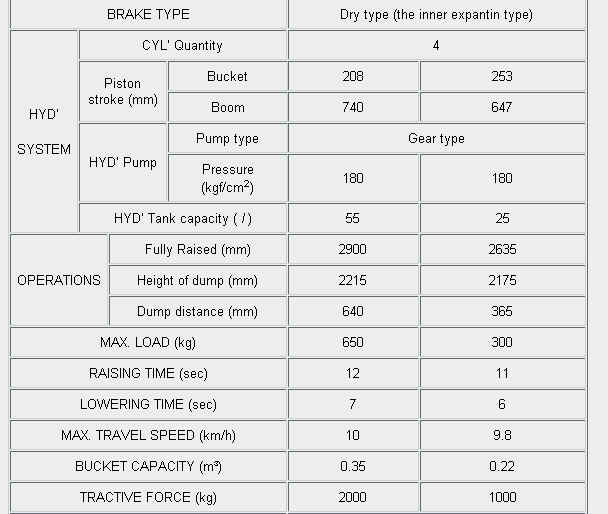 BRAKE TYPE Dry type (the inner expantin type)
HYD' SYSTEM CYL' Quantity 4
Piston stroke (mm) Bucket 208 253
Boom 740 647
HYD' Pump Pump type Gear type
Pressure (kgf/cm²) 180 180
HYD' Tank capacity ( l ) 55 25
OPERATIONS Fully Raised (mm) 2900 2635
Height of dump (mm) 2215 2175
Dump distance (mm) 640 365
MAX. LOAD (kg) 650 300
RAISING TIME (sec) 12 11
LOWERING TIME (sec) 7 6
MAX. TRAVEL SPEED (km/h) 10 9.8
BUCKET CAPACITY (m³) 0.35 0.22
TRACTIVE FORCE (kg) 2000 1000